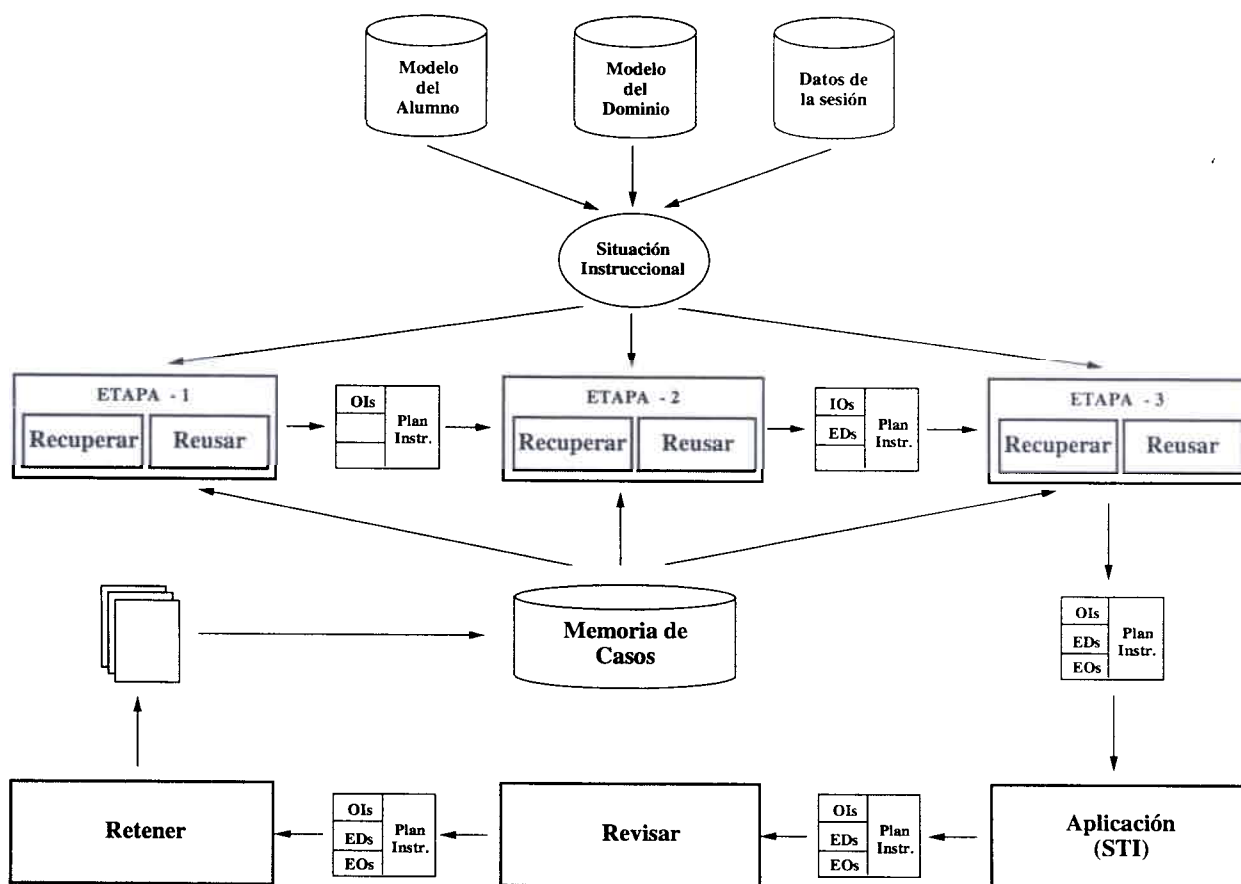 Modelo
del
Alumno
Modelo
del
Dominio
Datos de
la sesión
Situación
Instruccional
ETAPA - 1
Recuperar
Reusar
OIs
Plan
Instr.
ETAPA - 2
Recuperar
Reusar
IOs
EDs
Plan
Instr.
ETAPA - 3
Recuperar
Reusar
Memoria de
Casos
OIs
EDs
EOs
Plan
Instr.
Retener
OIs
EDs
EOs
Plan
Instr.
Revisar
OIs
EDs
EOs
Plan
Instr.
Aplicación
(STI)